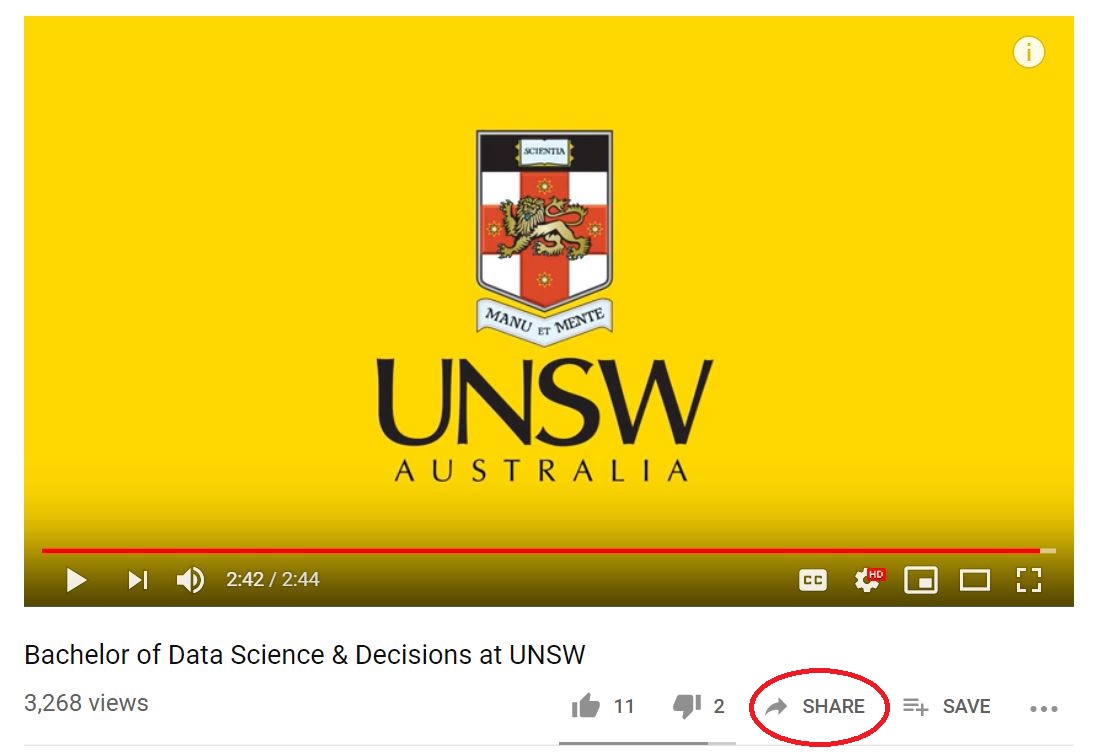 i
SCIENTIA
MANU ET MENTE
UNSW
AUSTRALIA
2:42 / 2:44
CC
HD
Bachelor of Data Science & Decisions at UNSW
3,268 views
11
2
SHARE
SAVE